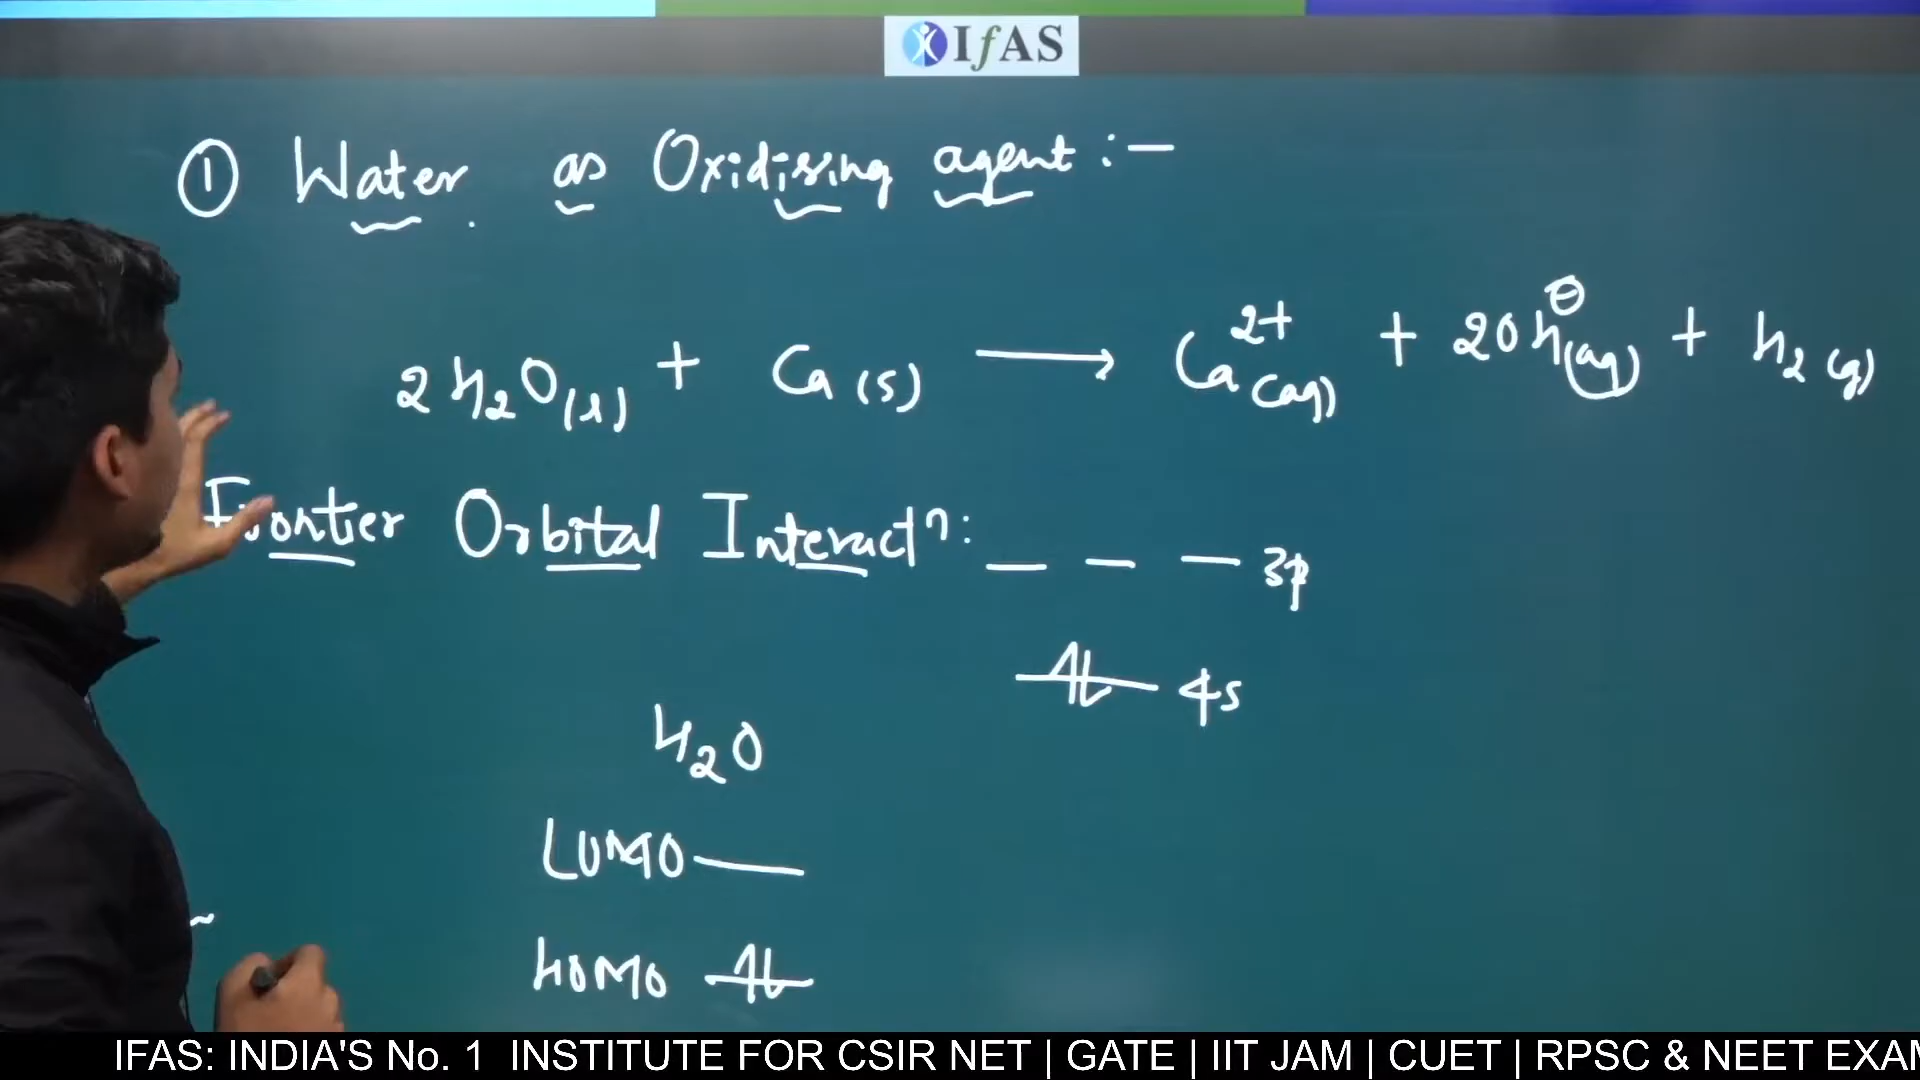 IfAS
① Water as Oxidising agent :-
2H₂O(l) + Ca(s) ⟶ Ca²⁺(aq) + 2OH⊖(aq) + H₂(g)
Frontier Orbital Interactⁿ:
3p
4s
H₂O
LUMO
HOMO
IFAS: INDIA'S No. 1 INSTITUTE FOR CSIR NET | GATE | IIT JAM | CUET | RPSC & NEET EXAM